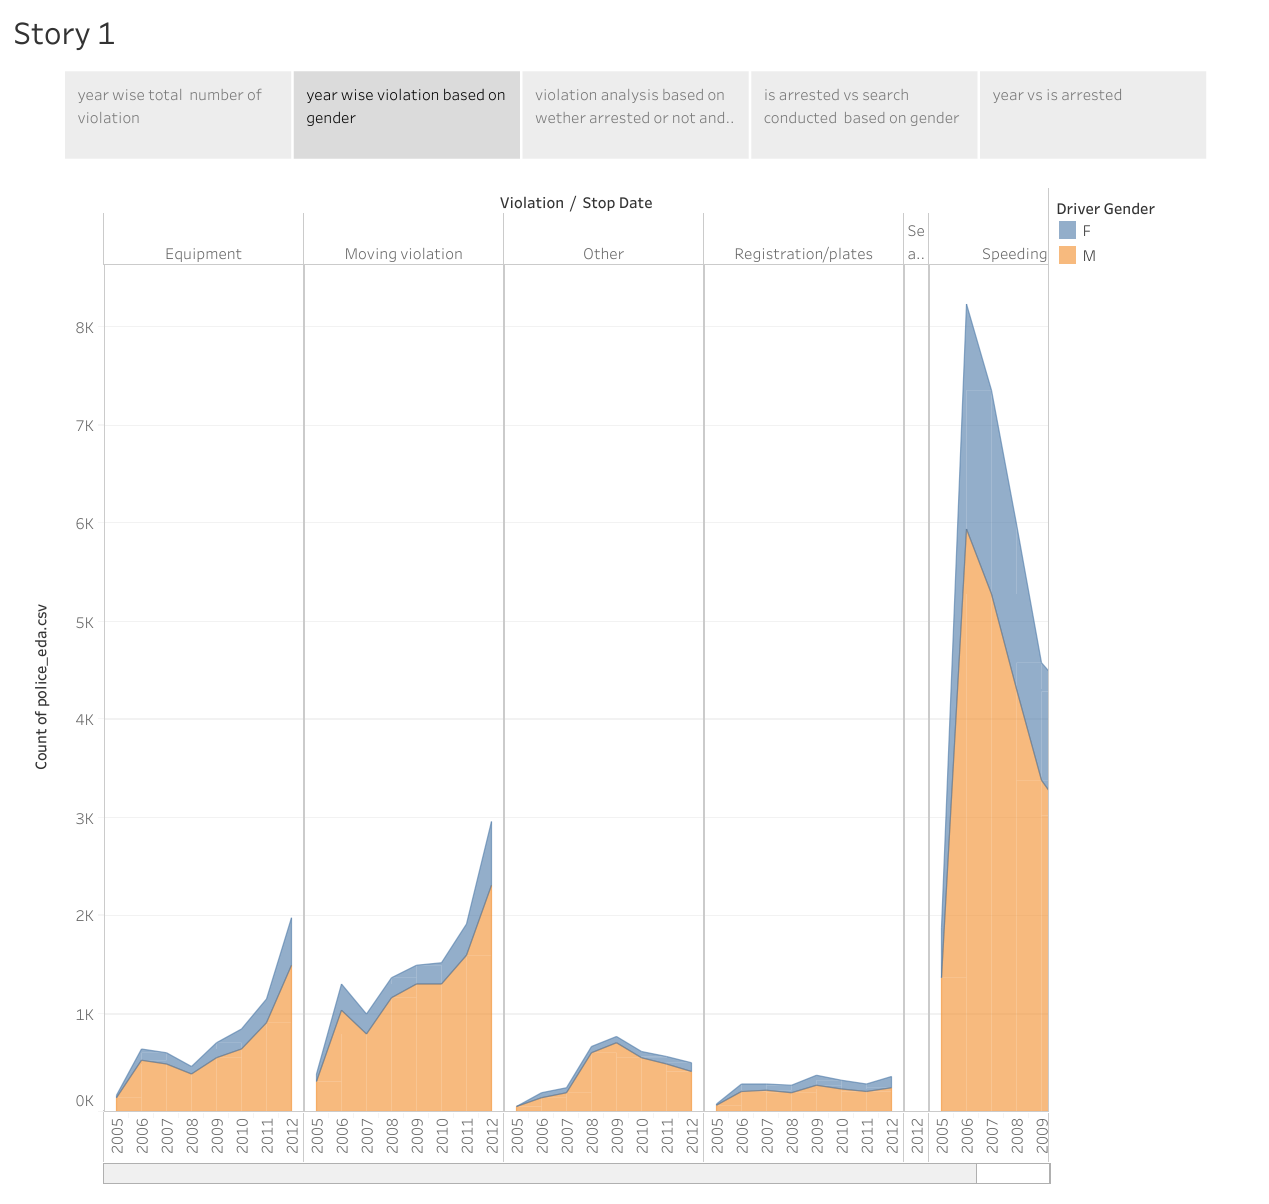 Story 1
year wise total  number of
violation
year wise violation based on
gender
violation analysis based on
wether arrested or not and..
is arrested vs search
conducted  based on gender
year vs is arrested
Violation / Stop Date
Driver Gender
F
M
Equipment
Moving violation
Other
Registration/plates
Se
a..
Speeding
Count of police_eda.csv
8K
7K
6K
5K
4K
3K
2K
1K
0K
2005 2006 2007 2008 2009 2010 2011 2012 2005 2006 2007 2008 2009 2010 2011 2012 2005 2006 2007 2008 2009 2010 2011 2012 2005 2006 2007 2008 2009 2010 2011 2012 2012 2005 2006 2007 2008 2009